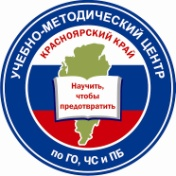 УЧЕБНО-МЕТОДИЧЕСКИЙ ЦЕНТР
КРАСНОЯРСКИЙ КРАЙ
Научить,
чтобы
предотвратить
по ГО, ЧС и ПБ